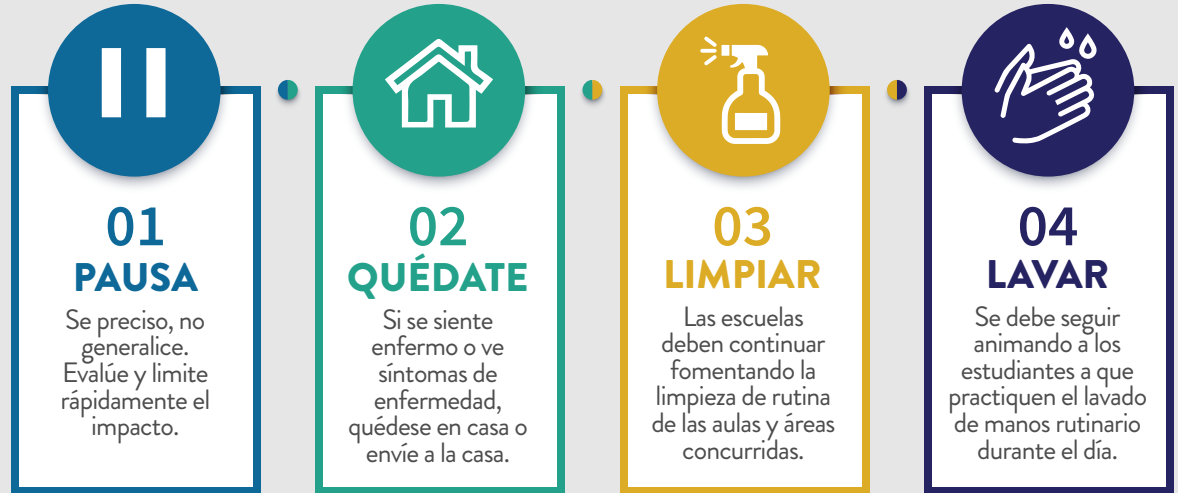 01
PAUSA
Se preciso, no
generalice.
Evalúe y limite
rápidamente el
impacto.
02
QUÉDATE
Si se siente
enfermo o ve
síntomas de
enfermedad,
quédese en casa o
envíe a la casa.
03
LIMPIAR
Las escuelas
deben continuar
fomentando la
limpieza de rutina
de las aulas y áreas
concurridas.
04
LAVAR
Se debe seguir
animando a los
estudiantes a que
practiquen el lavado
de manos rutinario
durante el día.